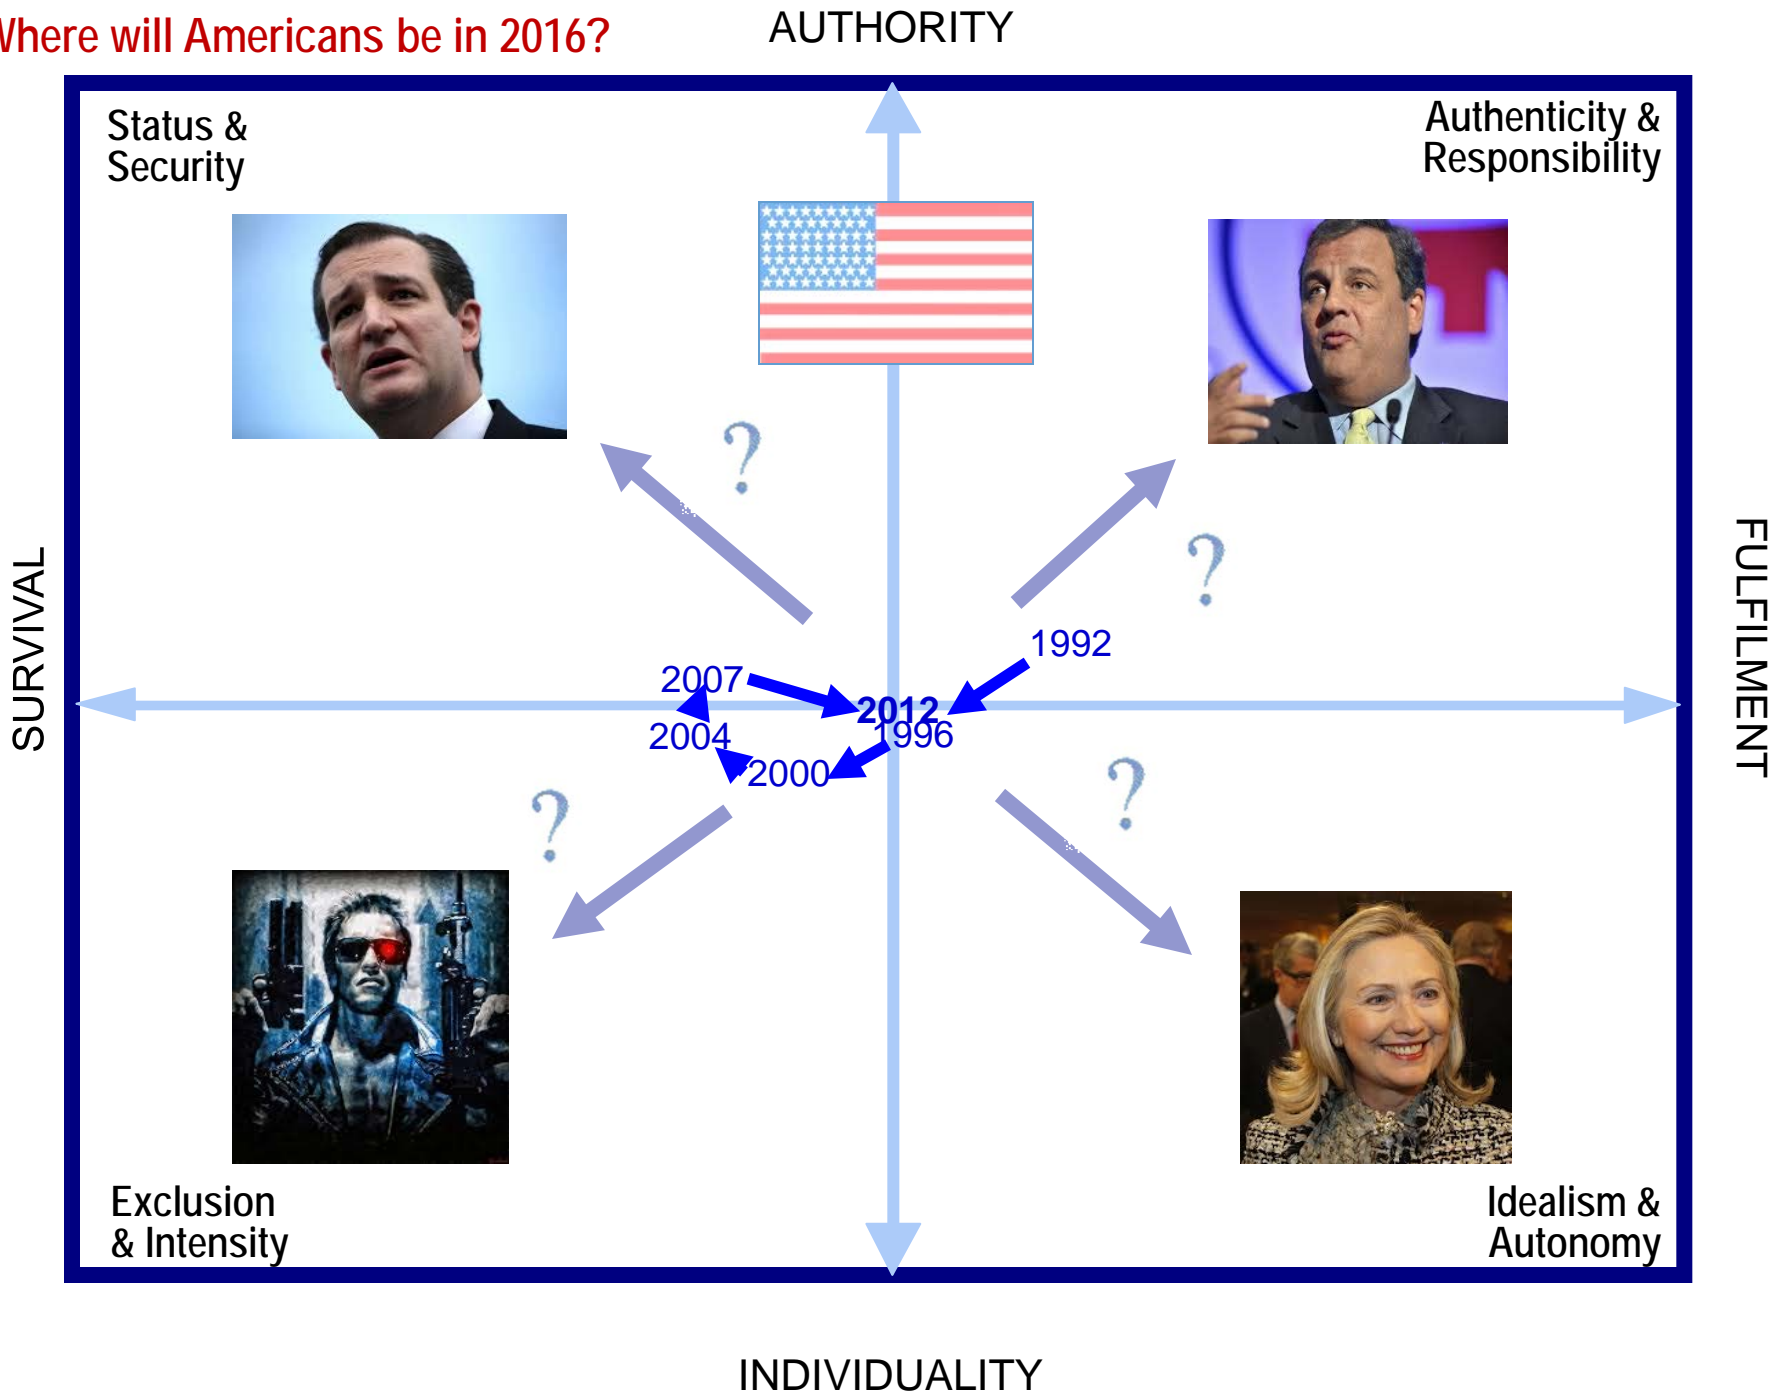 Where will Americans be in 2016?
AUTHORITY
Status &
Security
Authenticity &
Responsibility
?
?
SURVIVAL
FULFILMENT
1992
2007
2012
2004
1996
2000
?
?
Exclusion
& Intensity
Idealism &
Autonomy
INDIVIDUALITY